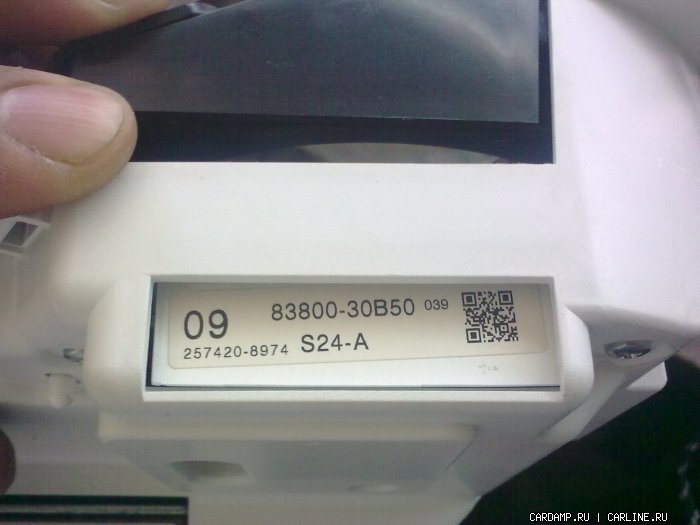 09 83800-30B50 039
257420-8974 S24-A
CARDAMP.RU | CARLINE.RU